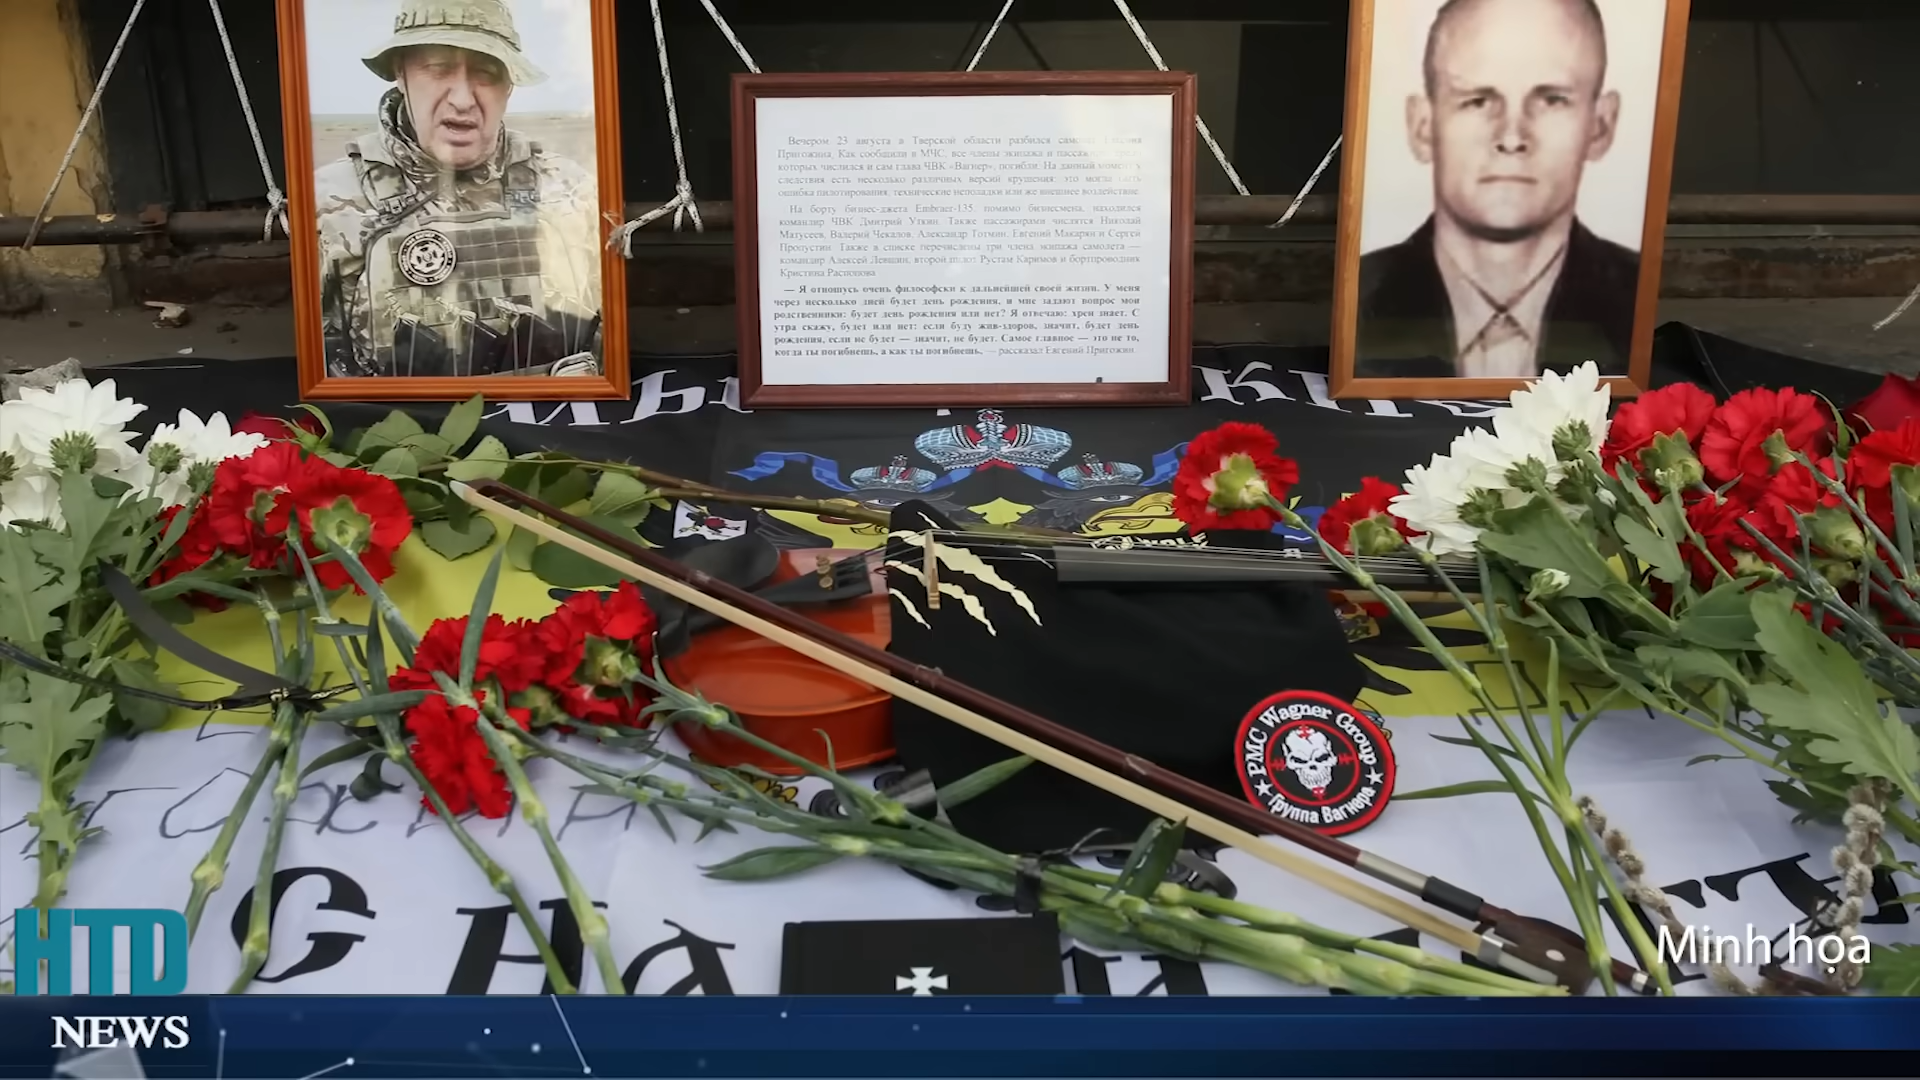 Вечером 23 августа в Тверской области разбился самолет Евгения
Пригожина. Как сообщили в МЧС, все члены экипажа и пассажиры, среди
которых числился и сам глава ЧВК «Вагнер», погибли. На данный момент у
следствия есть несколько различных версий крушения: это могла быть
ошибка пилотирования, технические неполадки или же внешнее воздействие.
На борту бизнес-джета Embraer-135, помимо бизнесмена, находился
командир ЧВК Дмитрий Уткин. Также пассажирами числятся Николай
Матусеев, Валерий Чекалов, Александр Тотмин, Евгений Макарян и Сергей
Пропустин. Также в списке перечислены три члена экипажа самолета —
командир Алексей Левшин, второй пилот Рустам Каримов и бортпроводник
Кристина Распопова.
— Я отношусь очень философски к дальнейшей своей жизни. У меня
через несколько дней будет день рождения, и мне задают вопрос мои
родственники: будет день рождения или нет? Я отвечаю: хрен знает. С
утра скажу, будет или нет: если буду жив-здоров, значит, будет день
рождения, если не будет — значит, не будет. Самое главное — это не то,
когда ты погибнешь, а как ты погибнешь, — рассказал Евгений Пригожин.
МЫ
PMC Wagner Group
Группа Вагнера
С НА
Minh họa
HTD
NEWS